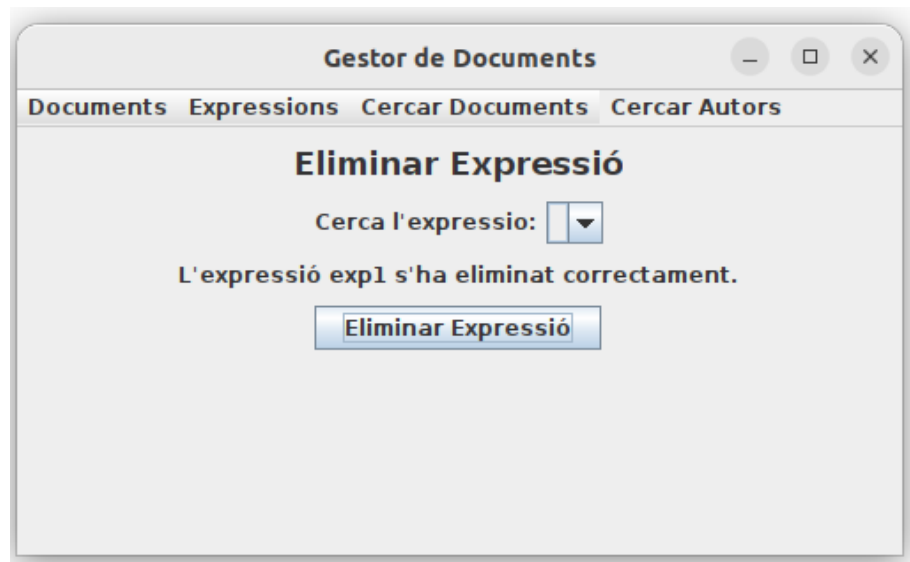 Gestor de Documents
Documents Expressions Cercar Documents Cercar Autors
Eliminar Expressió
Cerca l'expressio:
L'expressió exp1 s'ha eliminat correctament.
Eliminar Expressió